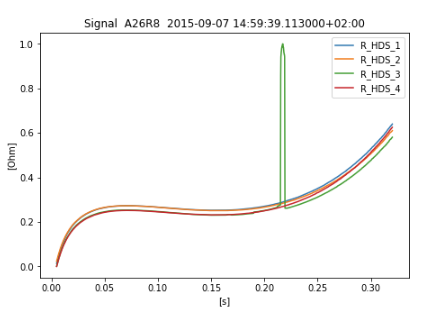 Signal A26R8 2015-09-07 14:59:39.113000+02:00
R_HDS_1
R_HDS_2
R_HDS_3
R_HDS_4
[Ohm]
1.0
0.8
0.6
0.4
0.2
0.0
0.00 0.05 0.10 0.15 0.20 0.25 0.30
[s]